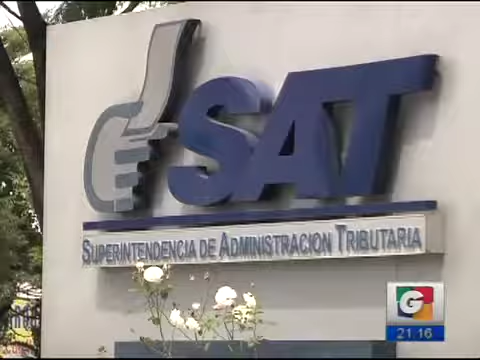 SAT
SUPERINTENDENCIA DE ADMINISTRACION TRIBUTARIA
G
21:16